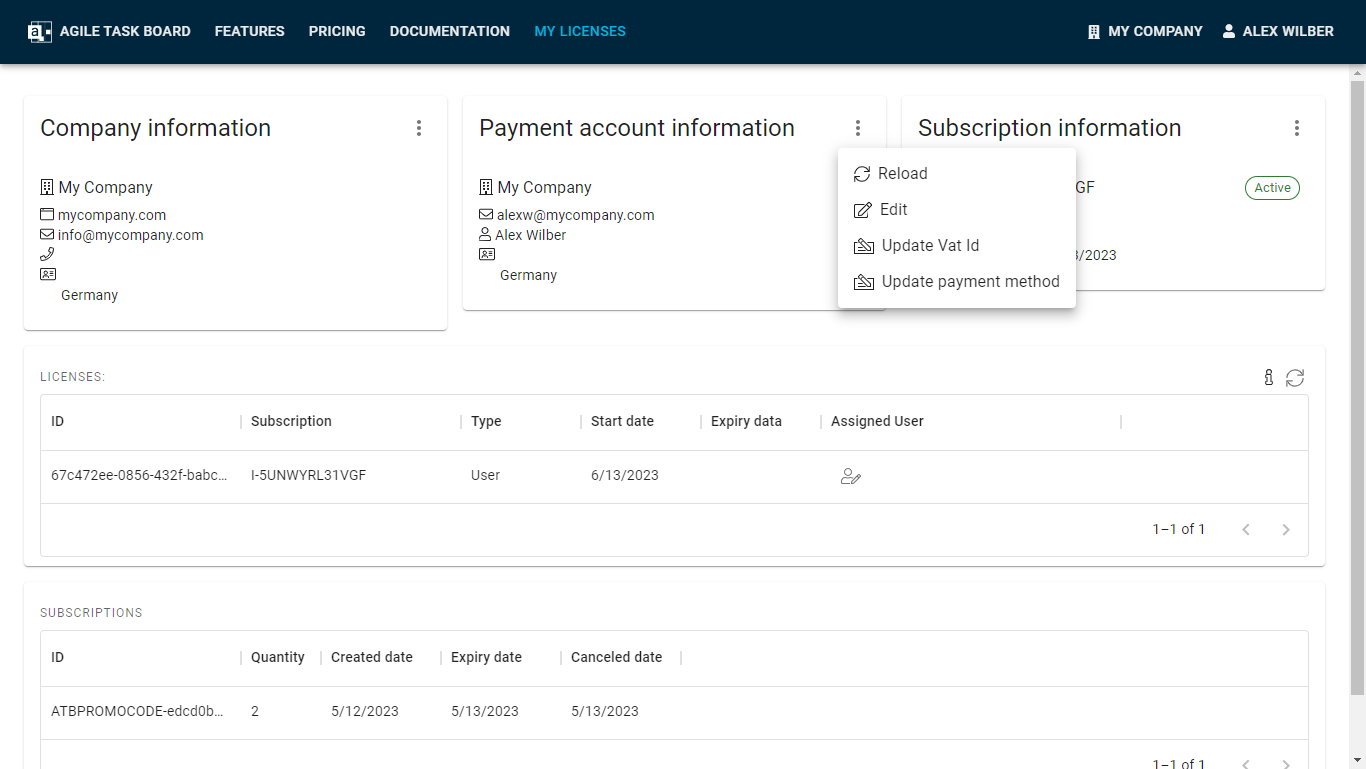 a AGILE TASK BOARD FEATURES PRICING DOCUMENTATION MY LICENSES MY COMPANY ALEX WILBER
Company information
My Company
mycompany.com
info@mycompany.com
Germany
Payment account information
My Company
alexw@mycompany.com
Alex Wilber
Germany
Reload
Edit
Update Vat Id
Update payment method
Subscription information
GF Active
/2023
LICENSES:
ID Subscription Type Start date Expiry data Assigned User
67c472ee-0856-432f-babc... I-5UNWYRL31VGF User 6/13/2023
1–1 of 1
SUBSCRIPTIONS
ID Quantity Created date Expiry date Canceled date
ATBPROMOCODE-edcd0b... 2 5/12/2023 5/13/2023 5/13/2023
1–1 of 1